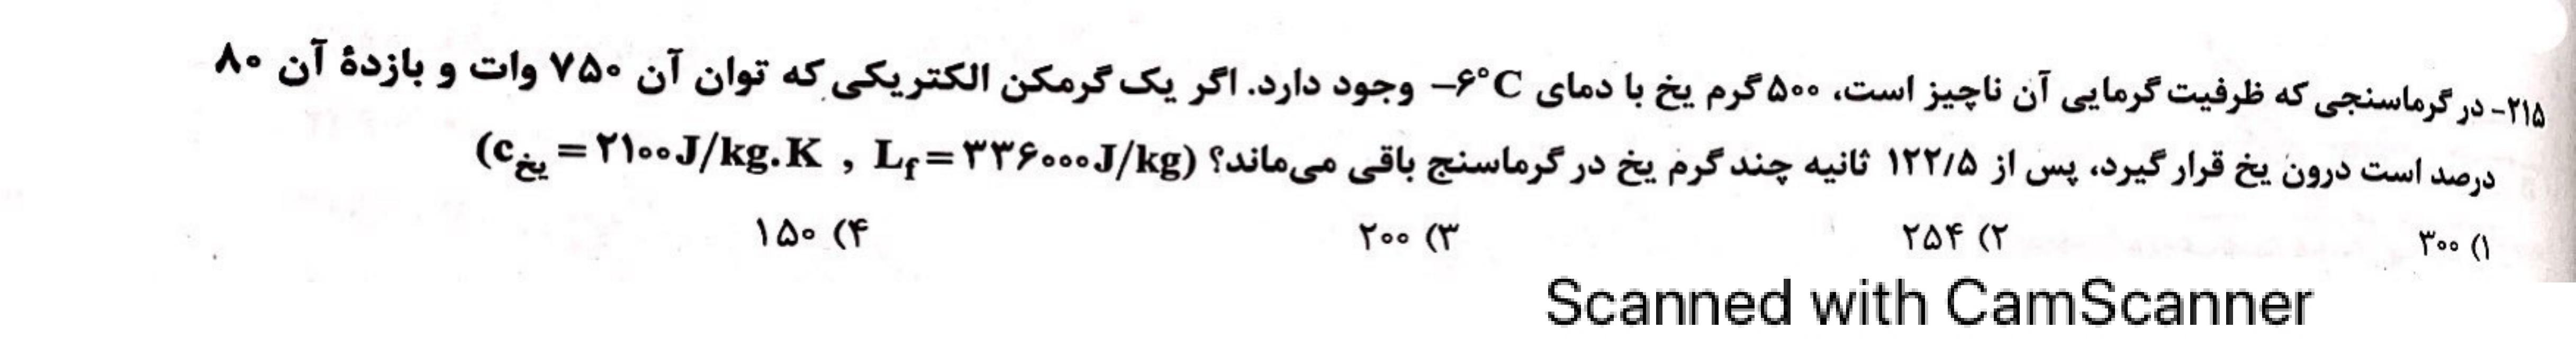 ۲۱۵- در گرماسنجی که ظرفیت گرمایی آن ناچیز است، ۵۰۰ گرم یخ با دمای ‎−۶°C‎ وجود دارد. اگر یک گرمکن الکتریکی که توان آن ۷۵۰ وات و بازدهٔ آن ۸۰
درصد است درون یخ قرار گیرد، پس از ۱۲۲/۵ ثانیه چند گرم یخ در گرماسنج باقی می‌ماند؟ (c یخ = ۲۱۰۰ J/kg.K , L_f = ۳۳۶۰۰۰ J/kg)
۱) ۳۰۰ ۲) ۲۵۴ ۳) ۲۰۰ ۴) ۱۵۰
Scanned with CamScanner